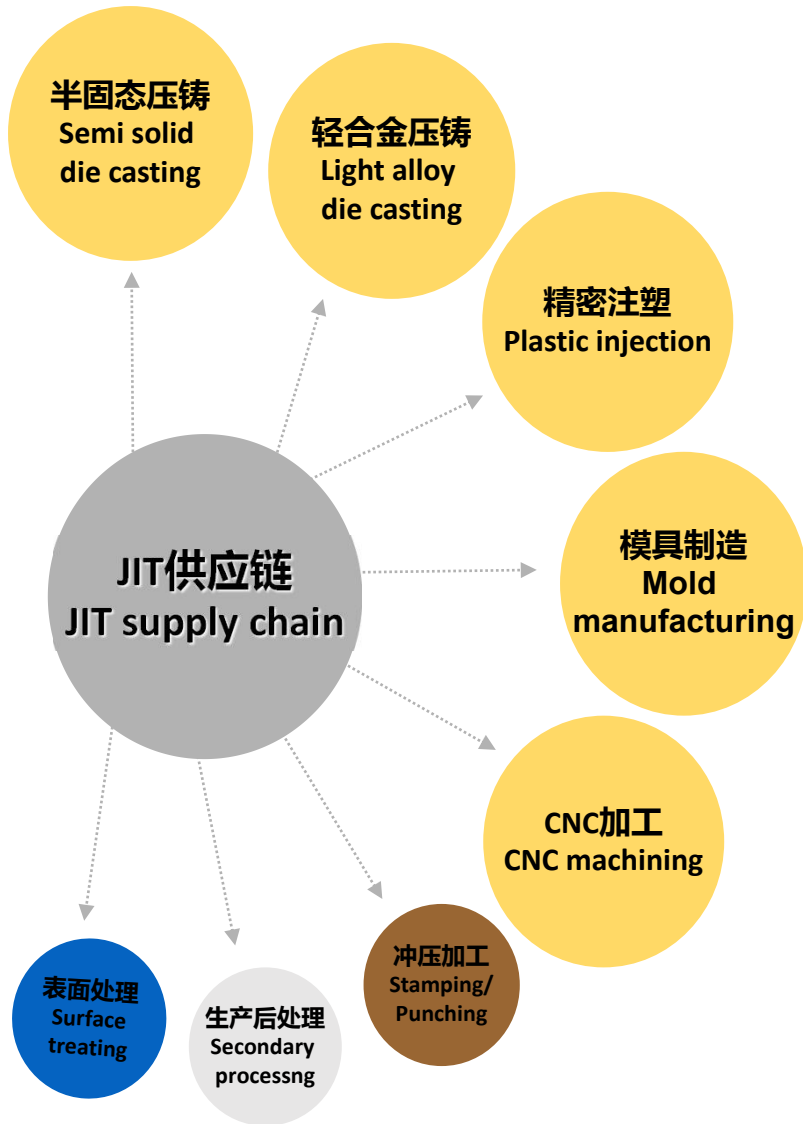 半固态压铸
Semi solid
die casting
轻合金压铸
Light alloy
die casting
精密注塑
Plastic injection
模具制造
Mold
manufacturing
JIT供应链
JIT supply chain
CNC加工
CNC machining
冲压加工
Stamping/
Punching
生产后处理
Secondary
processng
表面处理
Surface
treating